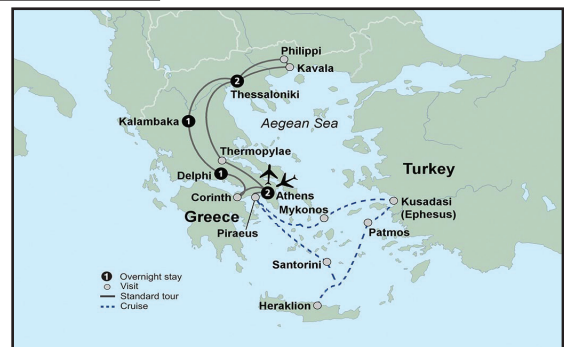 Philippi
Kavala
2
Thessaloniki
1
Kalambaka
Aegean Sea
Thermopylae
Turkey
Delphi
1
2
Athens
Corinth
Mykonos
Kusadasi
(Ephesus)
Greece
Piraeus
Patmos
Santorini
Heraklion
1 Overnight stay
Visit
Standard tour
Cruise